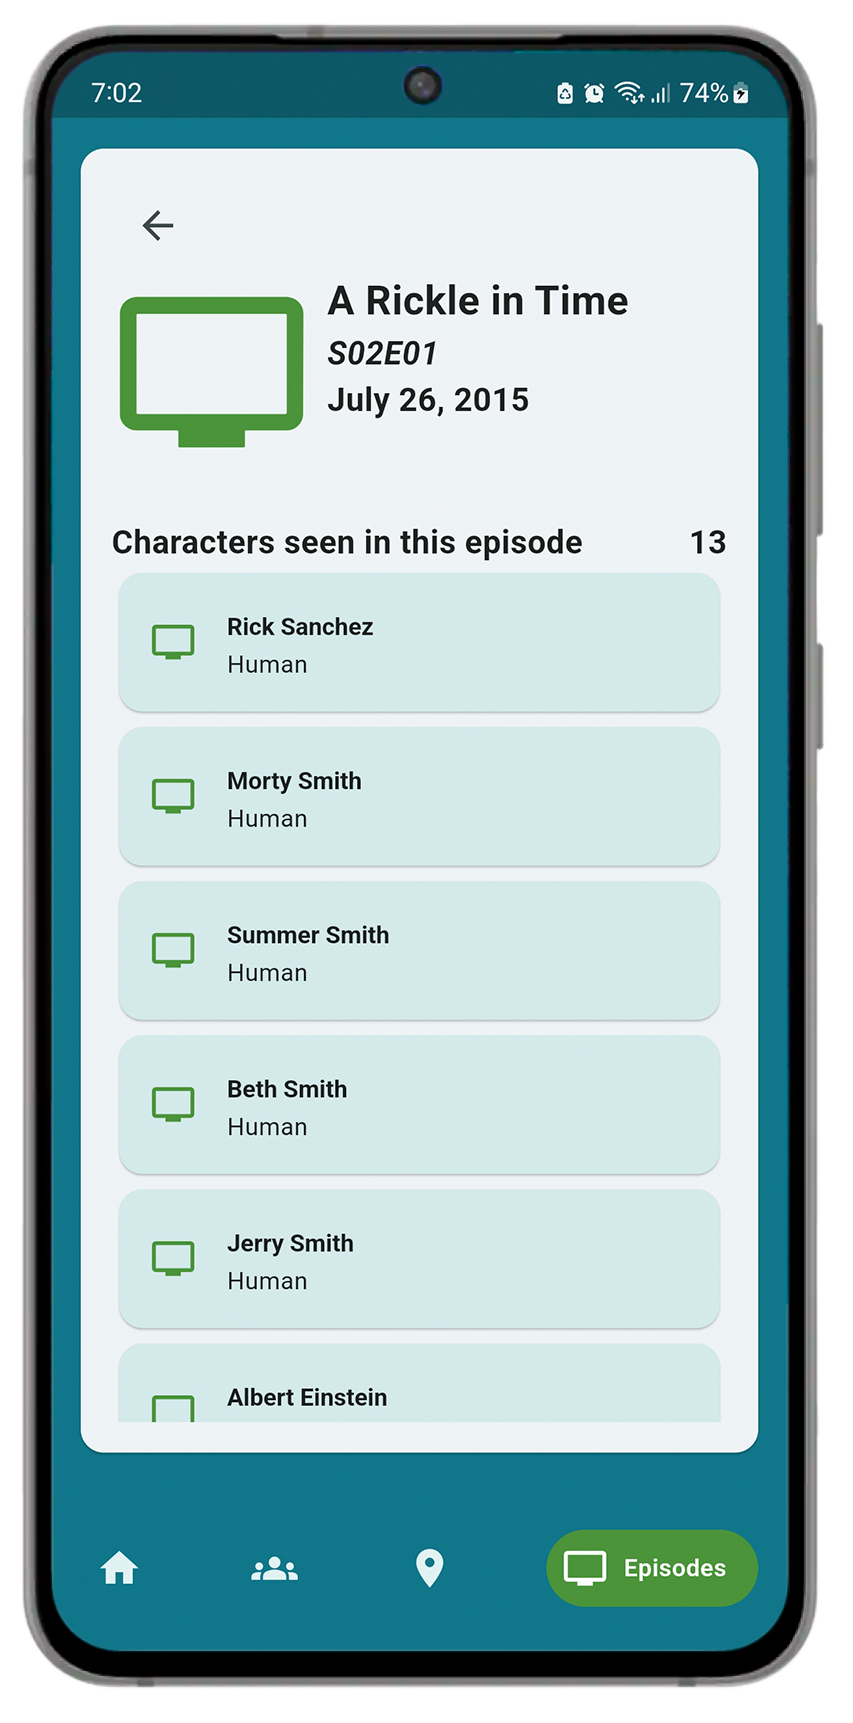 7:02
74%
A Rickle in Time
S02E01
July 26, 2015
Characters seen in this episode 13
Rick Sanchez
Human
Morty Smith
Human
Summer Smith
Human
Beth Smith
Human
Jerry Smith
Human
Albert Einstein
Episodes